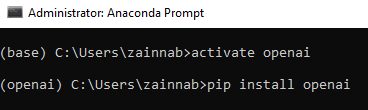 Administrator: Anaconda Prompt
(base) C:\Users\zainnab>activate openai
(openai) C:\Users\zainnab>pip install openai